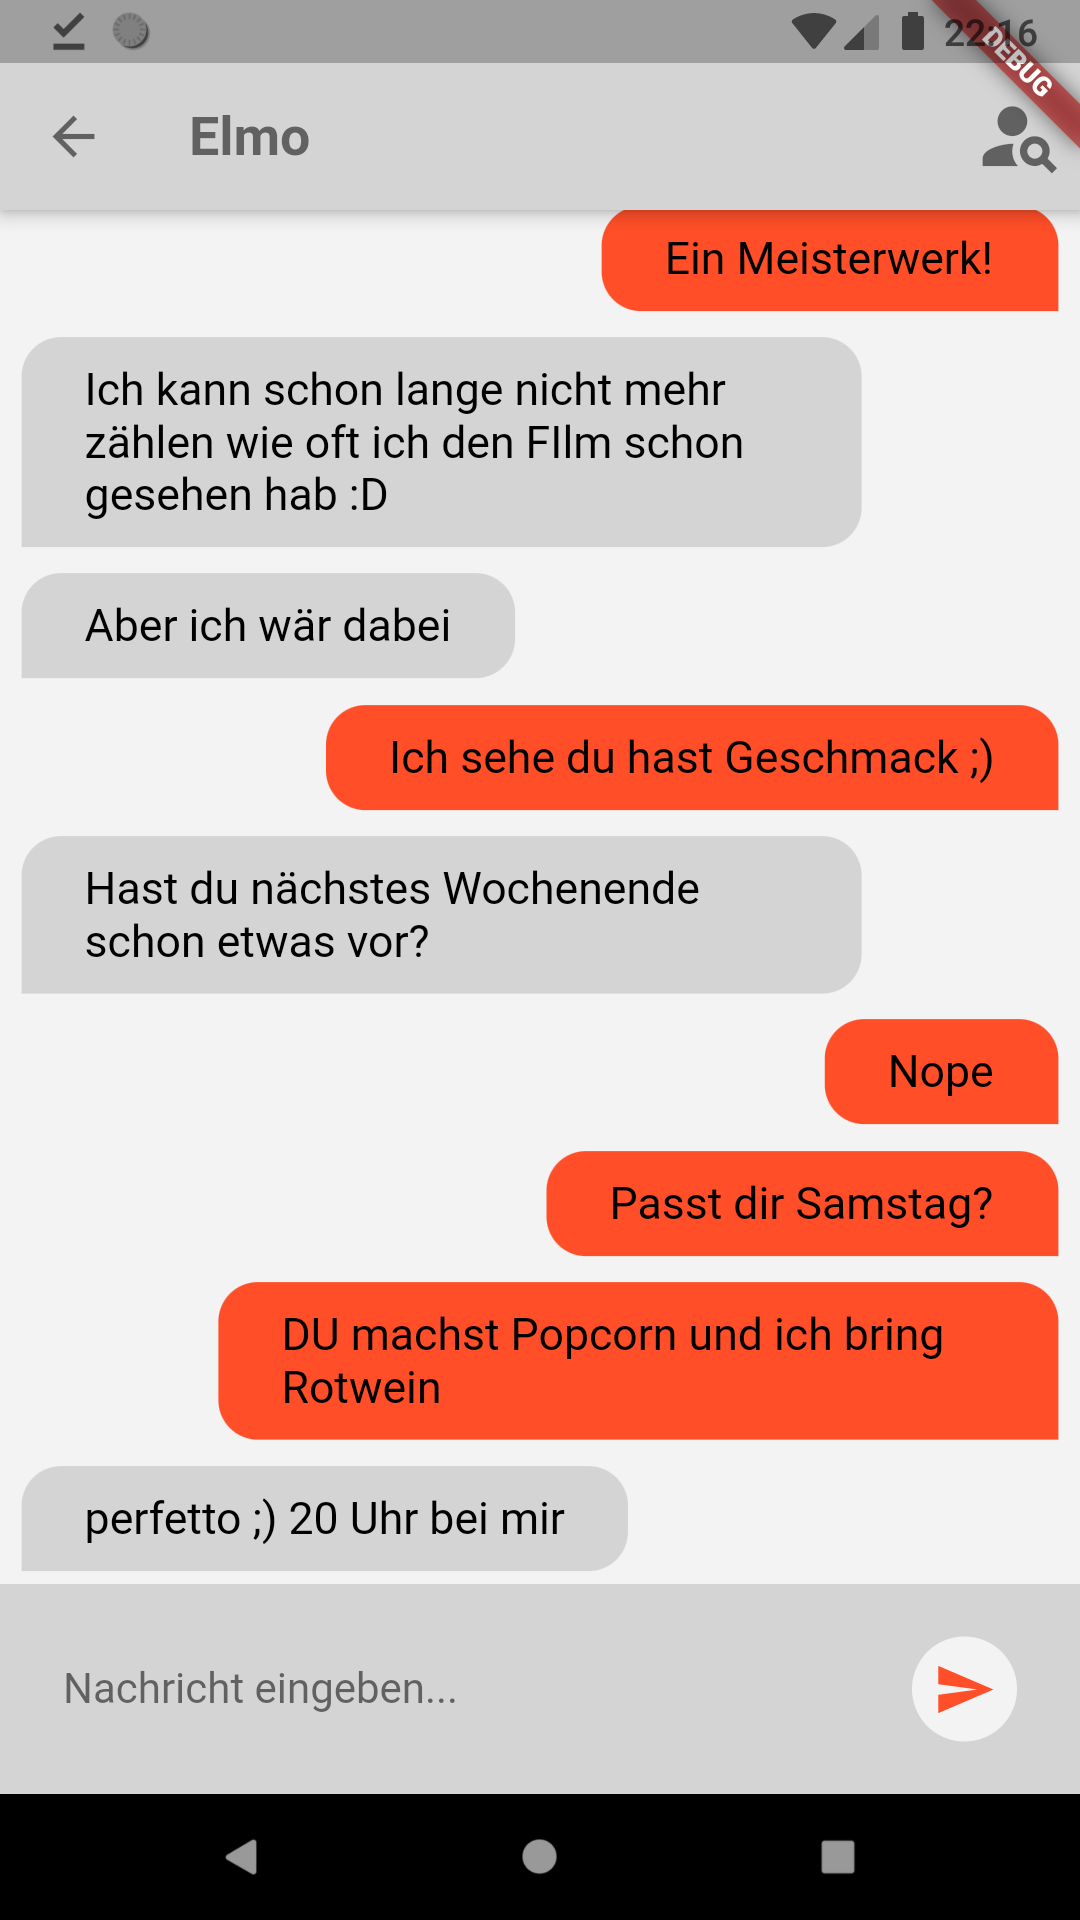 22:16
DEBUG
Elmo
Ein Meisterwerk!
Ich kann schon lange nicht mehr
zählen wie oft ich den FIlm schon
gesehen hab :D
Aber ich wär dabei
Ich sehe du hast Geschmack ;)
Hast du nächstes Wochenende
schon etwas vor?
Nope
Passt dir Samstag?
DU machst Popcorn und ich bring
Rotwein
perfetto ;) 20 Uhr bei mir
Nachricht eingeben...